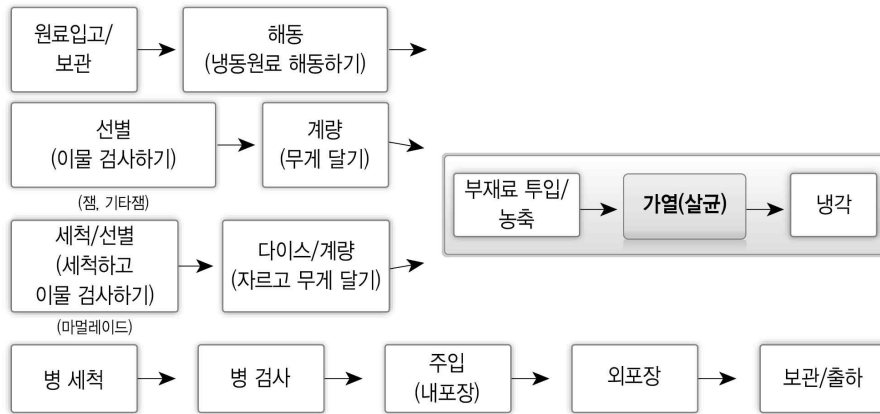 원료입고/
보관
해동
(냉동원료 해동하기)
선별
(이물 검사하기)
계량
(무게 달기)
(잼, 기타잼)
부재료 투입/
농축
가열(살균)
냉각
세척/선별
(세척하고
이물 검사하기)
다이스/계량
(자르고 무게 달기)
(마멀레이드)
병 세척
병 검사
주입
(내포장)
외포장
보관/출하